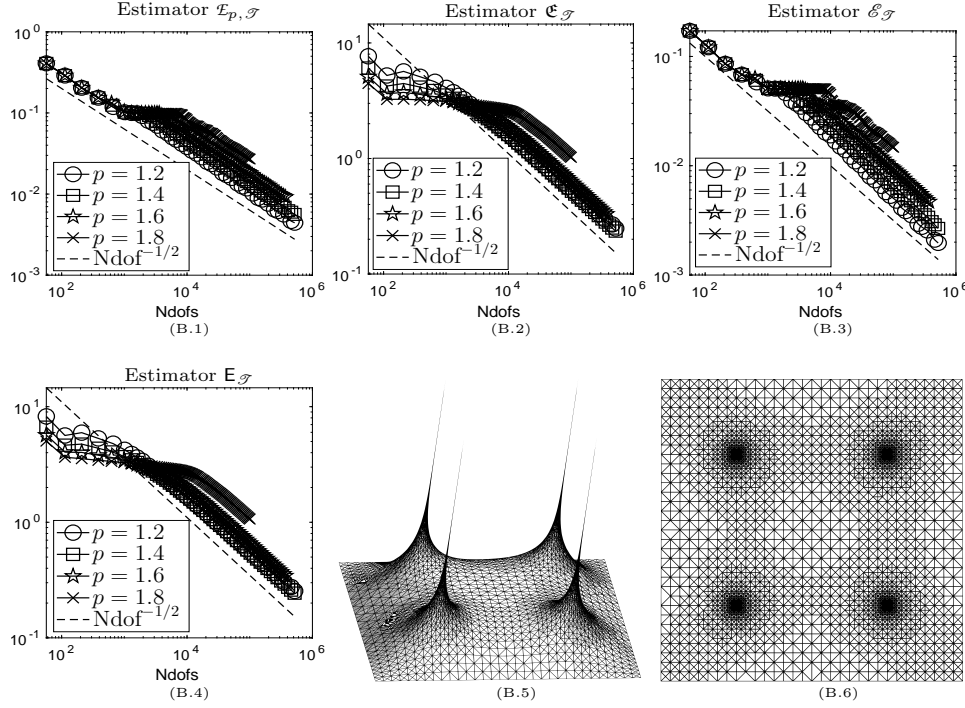 Estimator ℰ_{p,𝒯}
10^0
10^{-1}
10^{-2}
10^{-3}
p = 1.2
p = 1.4
p = 1.6
p = 1.8
Ndof^{-1/2}
10^2
10^4
10^6
Ndofs
(B.1)
Estimator 𝕰_𝒯
10^1
10^0
10^{-1}
p = 1.2
p = 1.4
p = 1.6
p = 1.8
Ndof^{-1/2}
10^2
10^4
10^6
Ndofs
(B.2)
Estimator ℰ_𝒯
10^{-1}
10^{-2}
10^{-3}
p = 1.2
p = 1.4
p = 1.6
p = 1.8
Ndof^{-1/2}
10^2
10^4
10^6
Ndofs
(B.3)
Estimator E_𝒯
10^1
10^0
10^{-1}
p = 1.2
p = 1.4
p = 1.6
p = 1.8
Ndof^{-1/2}
10^2
10^4
10^6
Ndofs
(B.4)
(B.5)
(B.6)